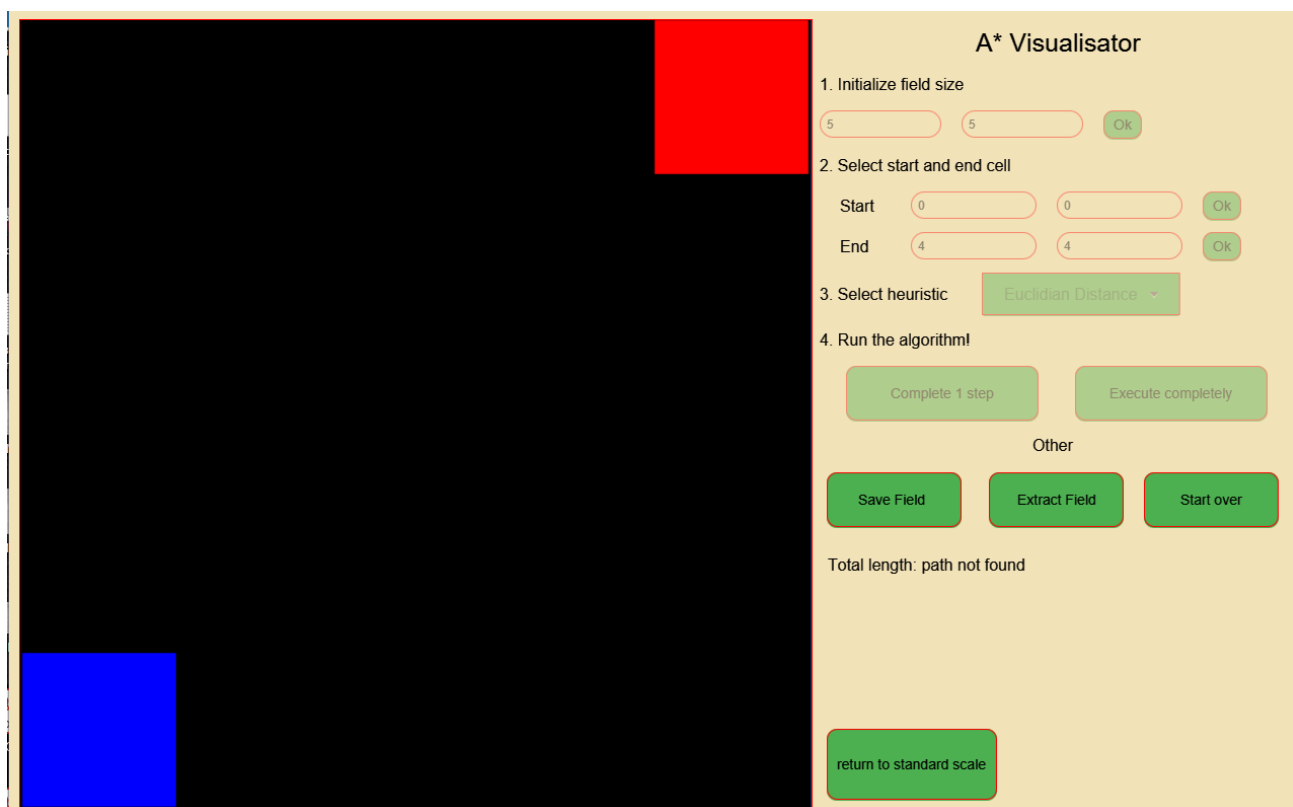 A* Visualisator
1. Initialize field size
5 5 Ok
2. Select start and end cell
Start 0 0 Ok
End 4 4 Ok
3. Select heuristic Euclidian Distance
4. Run the algorithm!
Complete 1 step Execute completely
Other
Save Field Extract Field Start over
Total length: path not found
return to standard scale